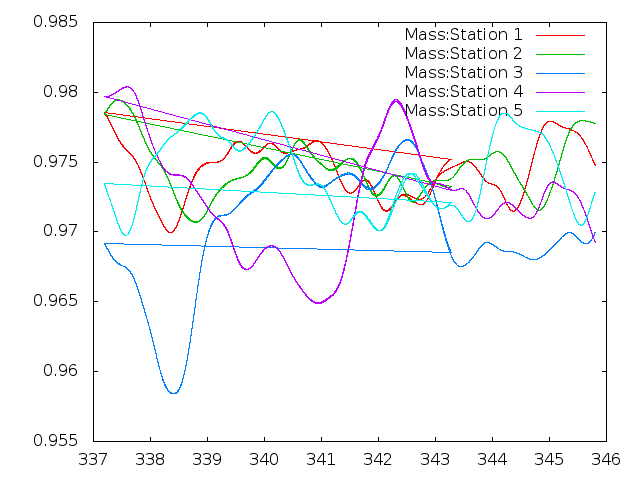 0.985
0.98
0.975
0.97
0.965
0.96
0.955
337 338 339 340 341 342 343 344 345 346
Mass:Station 1
Mass:Station 2
Mass:Station 3
Mass:Station 4
Mass:Station 5